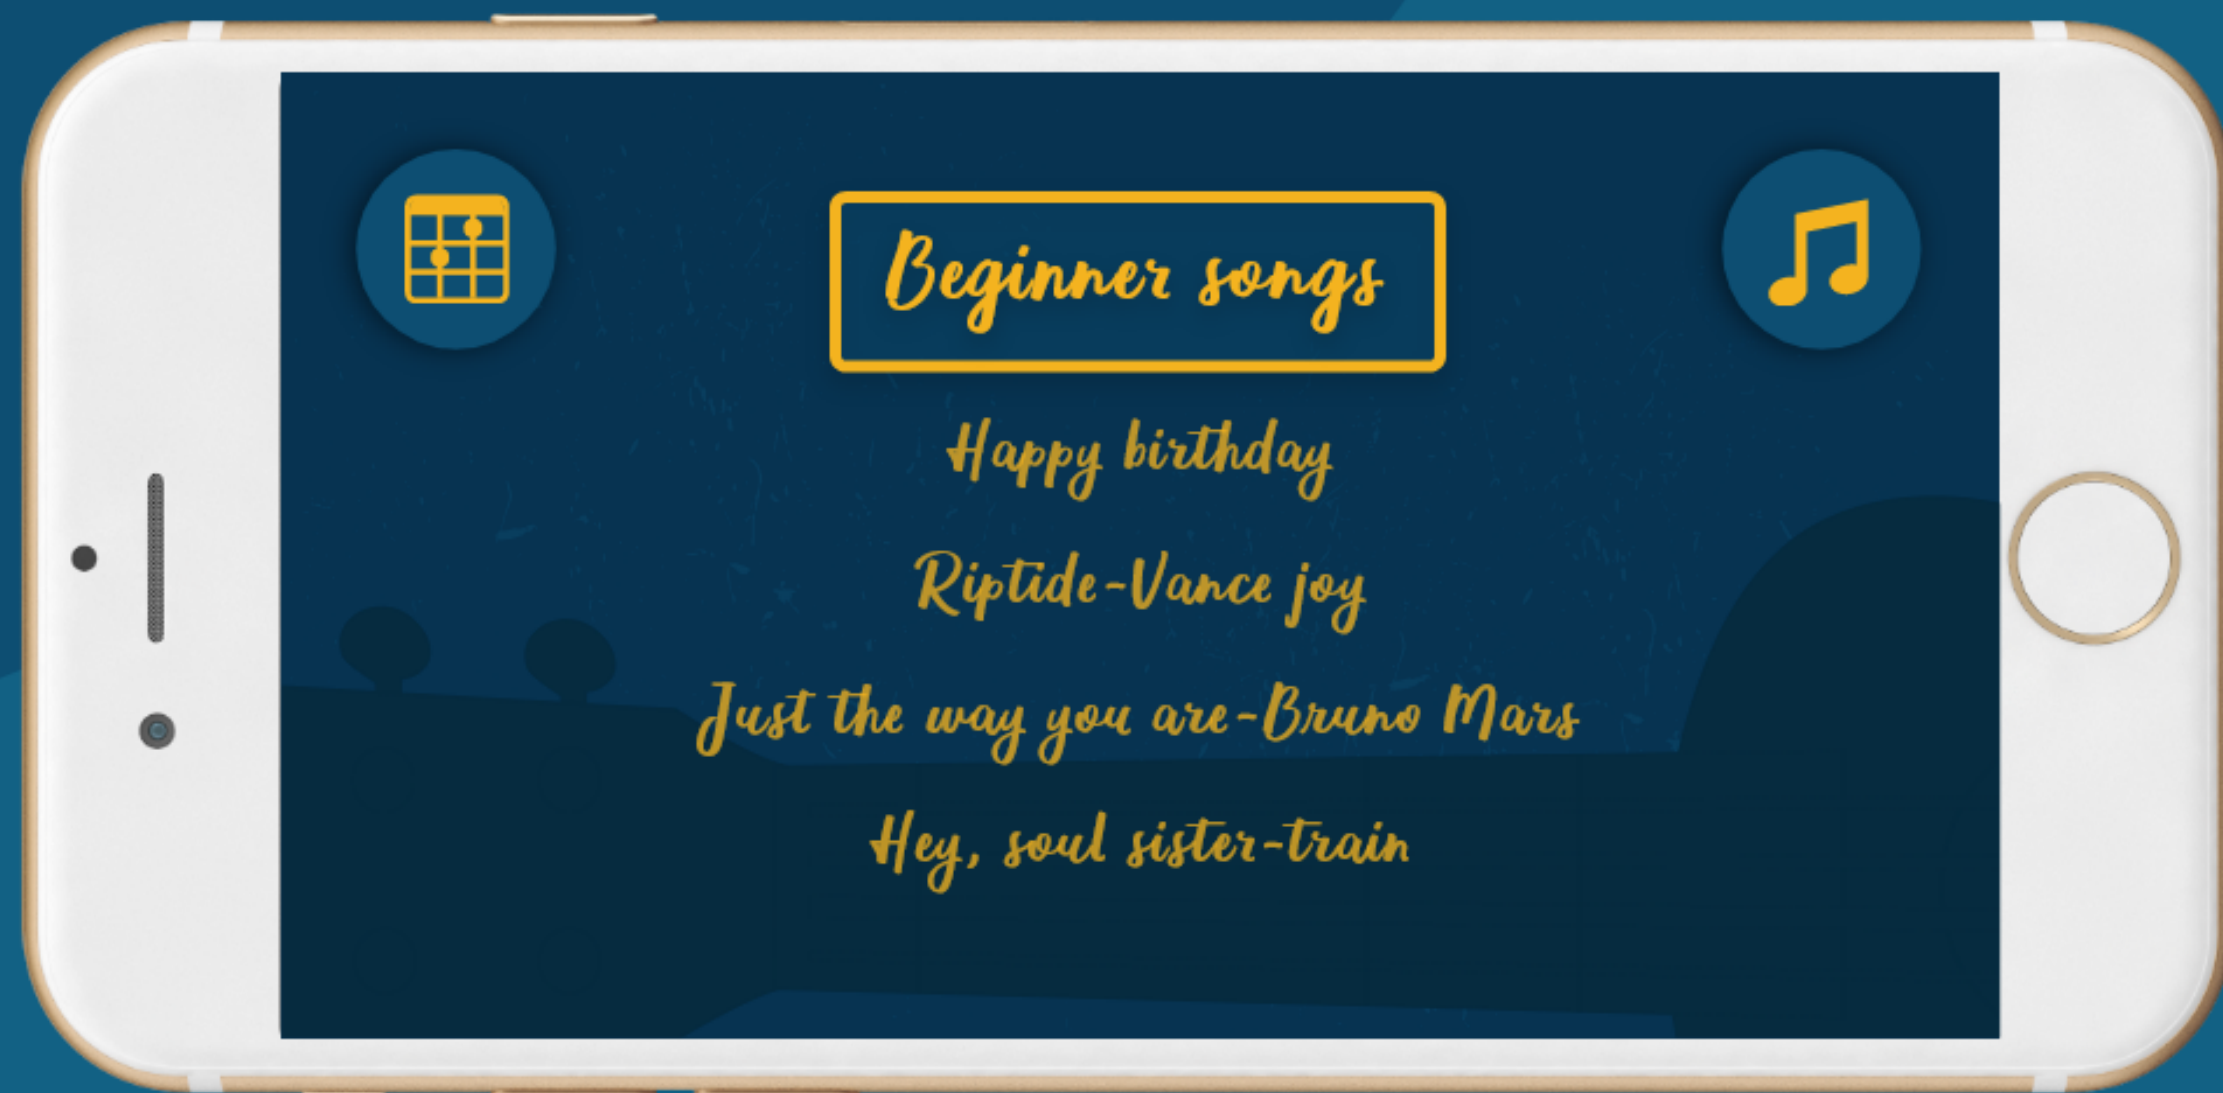 Beginner songs
Happy birthday
Riptide-Vance joy
Just the way you are-Bruno Mars
Hey, soul sister-train